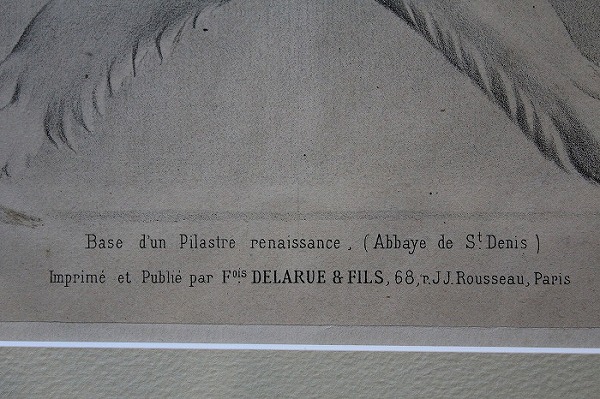 Base d'un Pilastre renaissance, (Abbaye de St. Denis)
Imprimé et Publié par Fois. DELARUE & FILS, 68, r. J.J. Rousseau, Paris